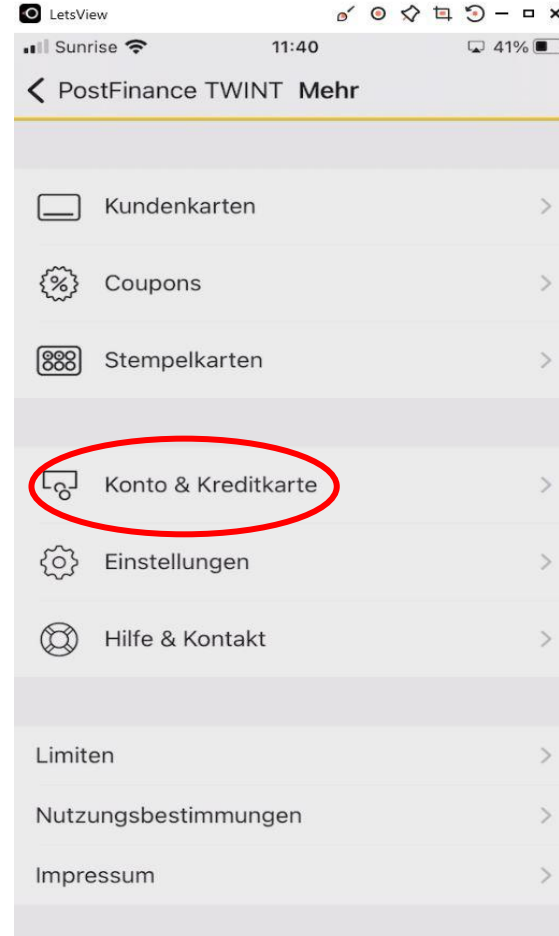 LetsView
Sunrise 11:40 41%
PostFinance TWINT Mehr
Kundenkarten
% Coupons
Stempelkarten
Konto & Kreditkarte
Einstellungen
Hilfe & Kontakt
Limiten
Nutzungsbestimmungen
Impressum